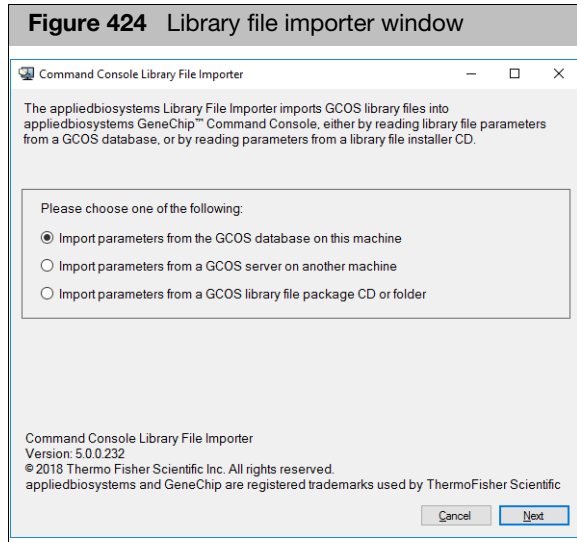 Figure 424 Library file importer window
Command Console Library File Importer
The appliedbiosystems Library File Importer imports GCOS library files into
appliedbiosystems GeneChip™ Command Console, either by reading library file parameters
from a GCOS database, or by reading parameters from a library file installer CD.
Please choose one of the following:
Import parameters from the GCOS database on this machine
Import parameters from a GCOS server on another machine
Import parameters from a GCOS library file package CD or folder
Command Console Library File Importer
Version: 5.0.0.232
© 2018 Thermo Fisher Scientific Inc. All rights reserved.
appliedbiosystems and GeneChip are registered trademarks used by ThermoFisher Scientific
Cancel Next